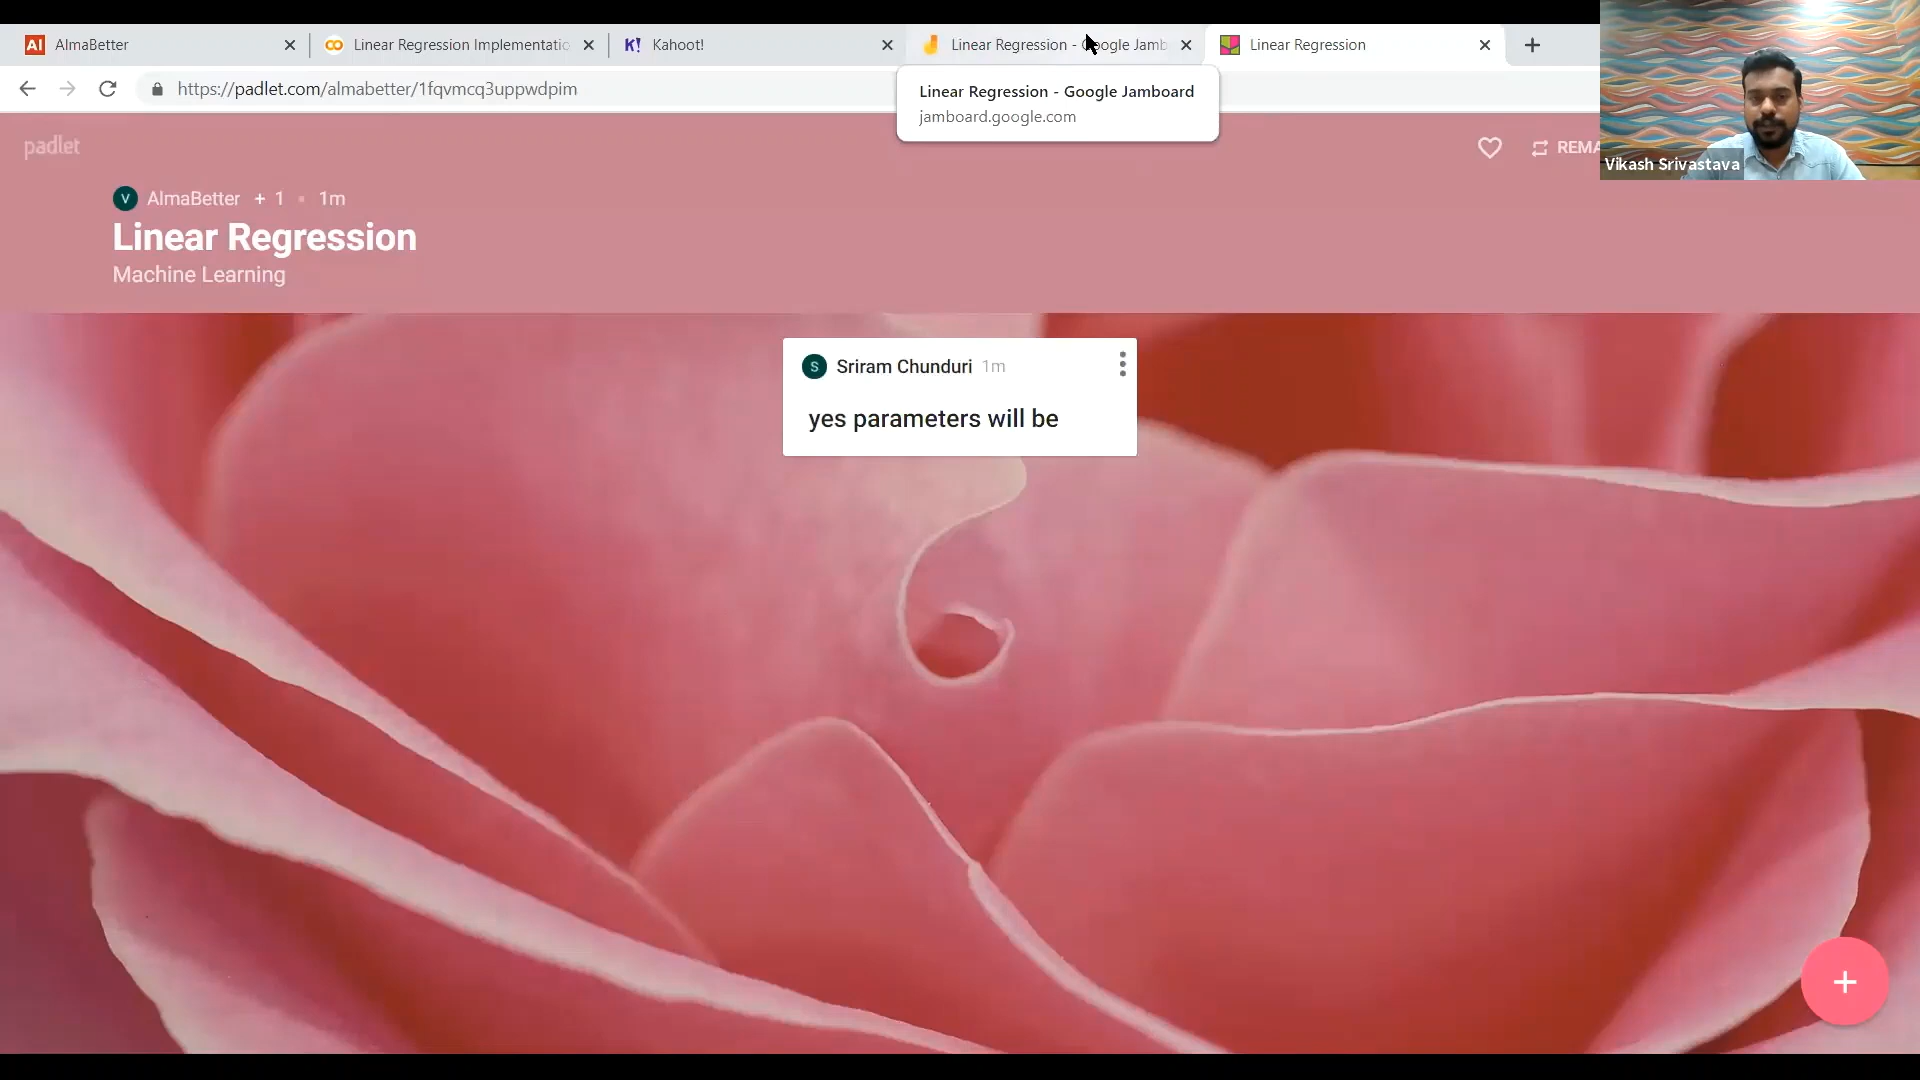 AlmaBetter
Linear Regression Implementatio
K! Kahoot!
Linear Regression - Google Jamb
Linear Regression
https://padlet.com/almabetter/1fqvmcq3uppwdpim
Linear Regression - Google Jamboard
jamboard.google.com
padlet
REMA
Vikash Srivastava
V AlmaBetter + 1 • 1m
Linear Regression
Machine Learning
S Sriram Chunduri 1m
yes parameters will be